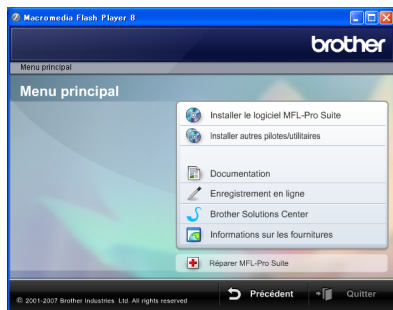 Macromedia Flash Player 8
brother
Menu principal
Menu principal
Installer le logiciel MFL-Pro Suite
Installer autres pilotes/utilitaires
Documentation
Enregistrement en ligne
Brother Solutions Center
Informations sur les fournitures
Réparer MFL-Pro Suite
© 2001-2007 Brother Industries Ltd. All rights reserved
Précédent
Quitter